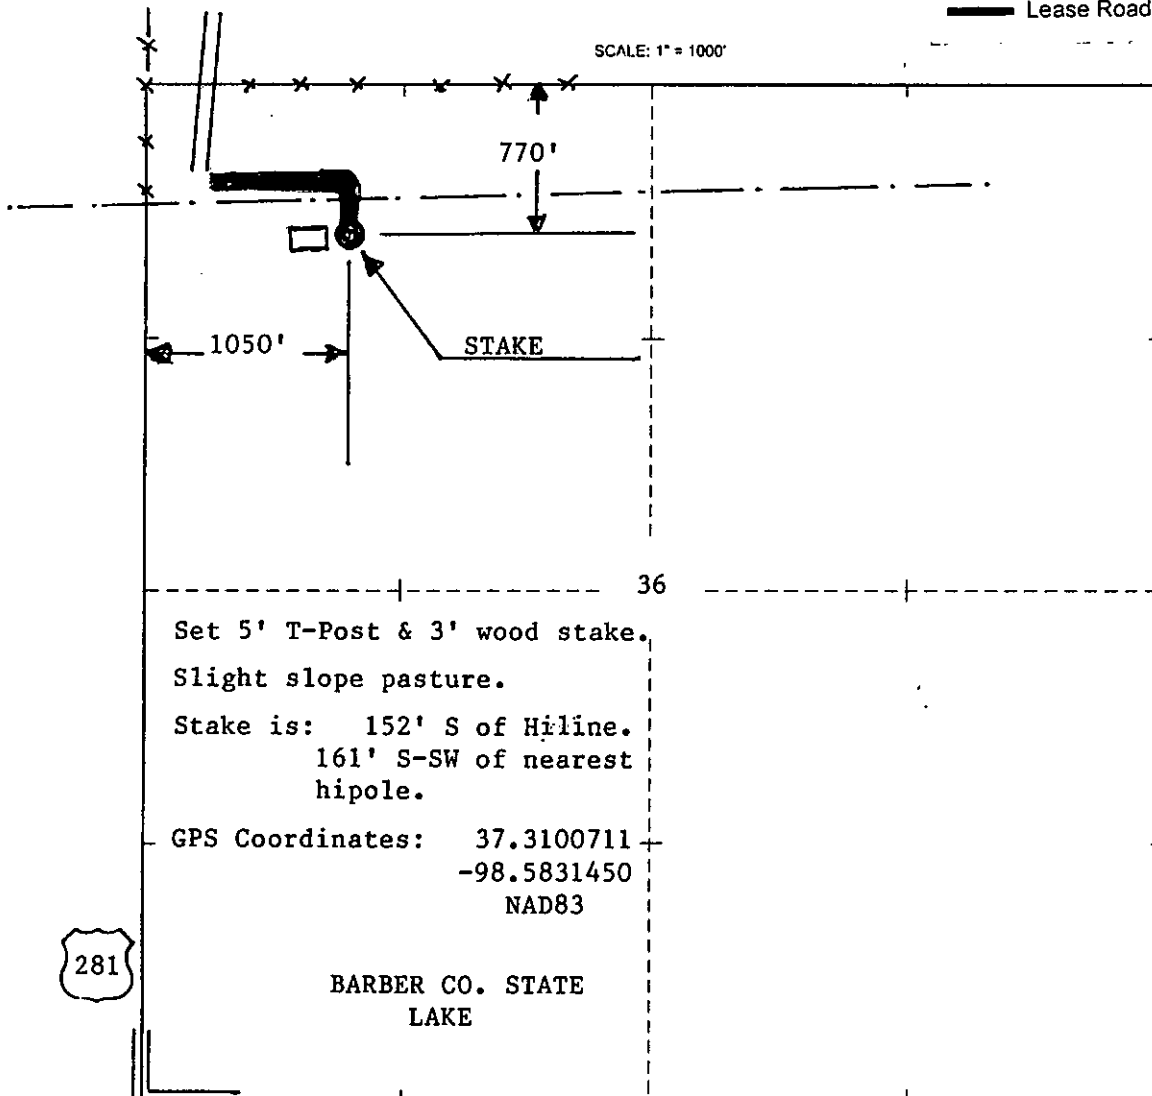 Lease Road
SCALE: 1" = 1000'
770'
1050'
STAKE
36
Set 5' T-Post & 3' wood stake.
Slight slope pasture.
Stake is: 152' S of Hiline.
161' S-SW of nearest
hipole.
GPS Coordinates: 37.3100711
-98.5831450
NAD83
281
BARBER CO. STATE
LAKE